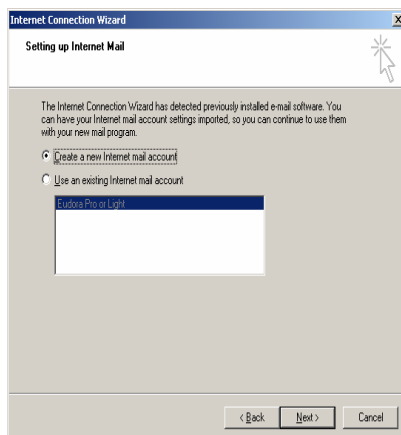 Internet Connection Wizard
Setting up Internet Mail
The Internet Connection Wizard has detected previously installed e-mail software. You
can have your Internet mail account settings imported, so you can continue to use them
with your new mail program.
Create a new Internet mail account
Use an existing Internet mail account
Eudora Pro or Light
< Back
Next >
Cancel